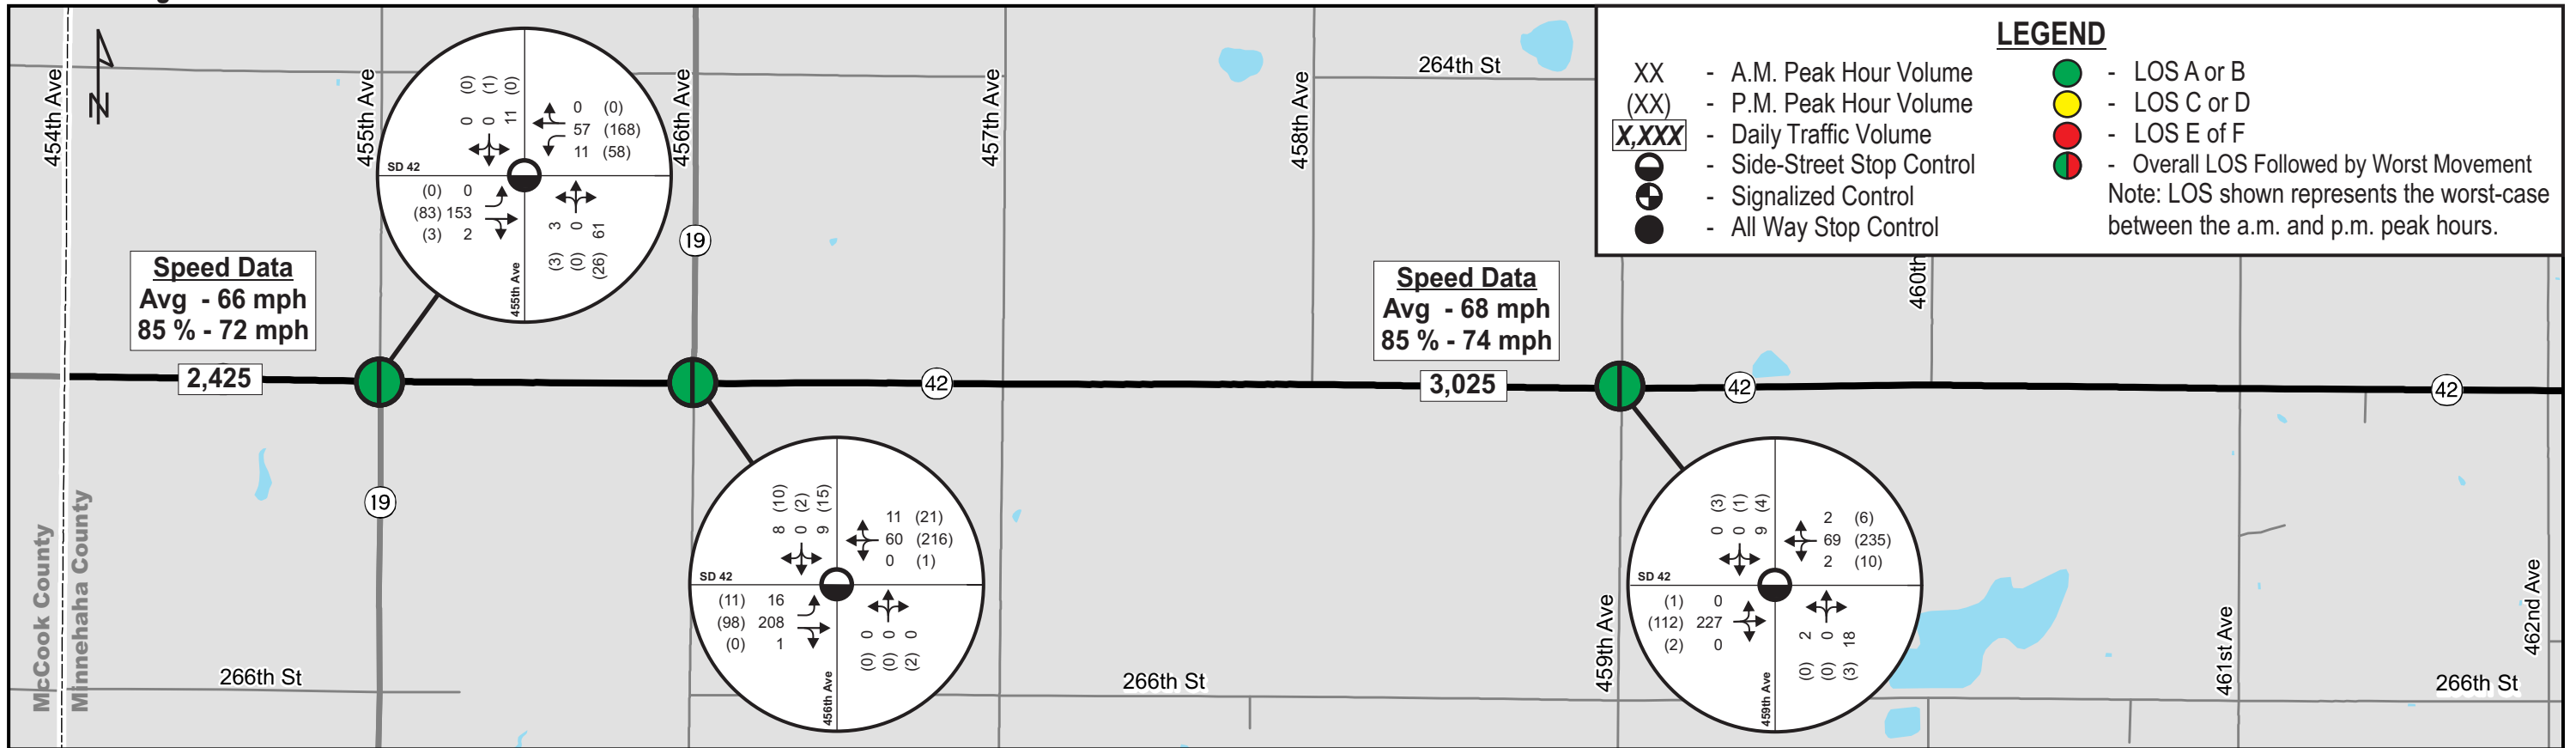 LEGEND
XX - A.M. Peak Hour Volume
(XX) - P.M. Peak Hour Volume
X,XXX - Daily Traffic Volume
- Side-Street Stop Control
- Signalized Control
- All Way Stop Control
- LOS A or B
- LOS C or D
- LOS E of F
- Overall LOS Followed by Worst Movement
Note: LOS shown represents the worst-case
between the a.m. and p.m. peak hours.
N
454th Ave
455th Ave
456th Ave
457th Ave
458th Ave
264th St
460th
(0) (1) (0)
0 0 11
0 (0)
57 (168)
11 (58)
SD 42
(0) 0
(83) 153
(3) 2
3 0 61
(3) (0) (26)
455th Ave
19
Speed Data
Avg - 66 mph
85 % - 72 mph
2,425
Speed Data
Avg - 68 mph
85 % - 74 mph
3,025
42
42
42
19
(10) (2) (15)
8 0 9
11 (21)
60 (216)
0 (1)
SD 42
(11) 16
(98) 208
(0) 1
0 0 0
(0) (0) (2)
456th Ave
(3) (1) (4)
0 0 9
2 (6)
69 (235)
2 (10)
SD 42
(1) 0
(112) 227
(2) 0
2 0 18
(0) (0) (3)
459th Ave
McCook County
Minnehaha County
266th St
266th St
459th Ave
461st Ave
462nd Ave
266th St